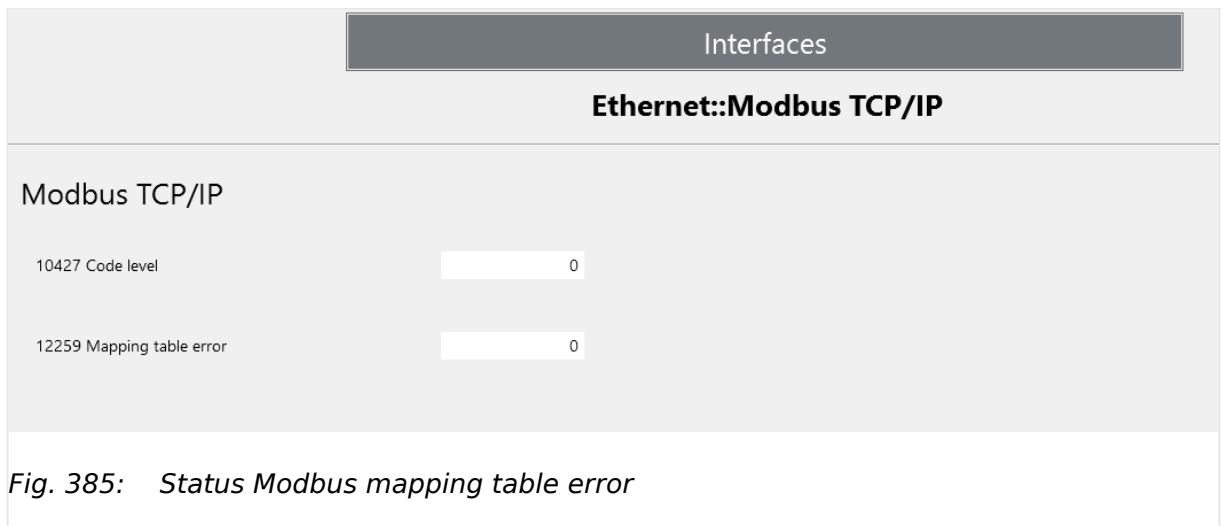 Interfaces
Ethernet::Modbus TCP/IP
Modbus TCP/IP
10427 Code level 0
12259 Mapping table error 0
Fig. 385: Status Modbus mapping table error